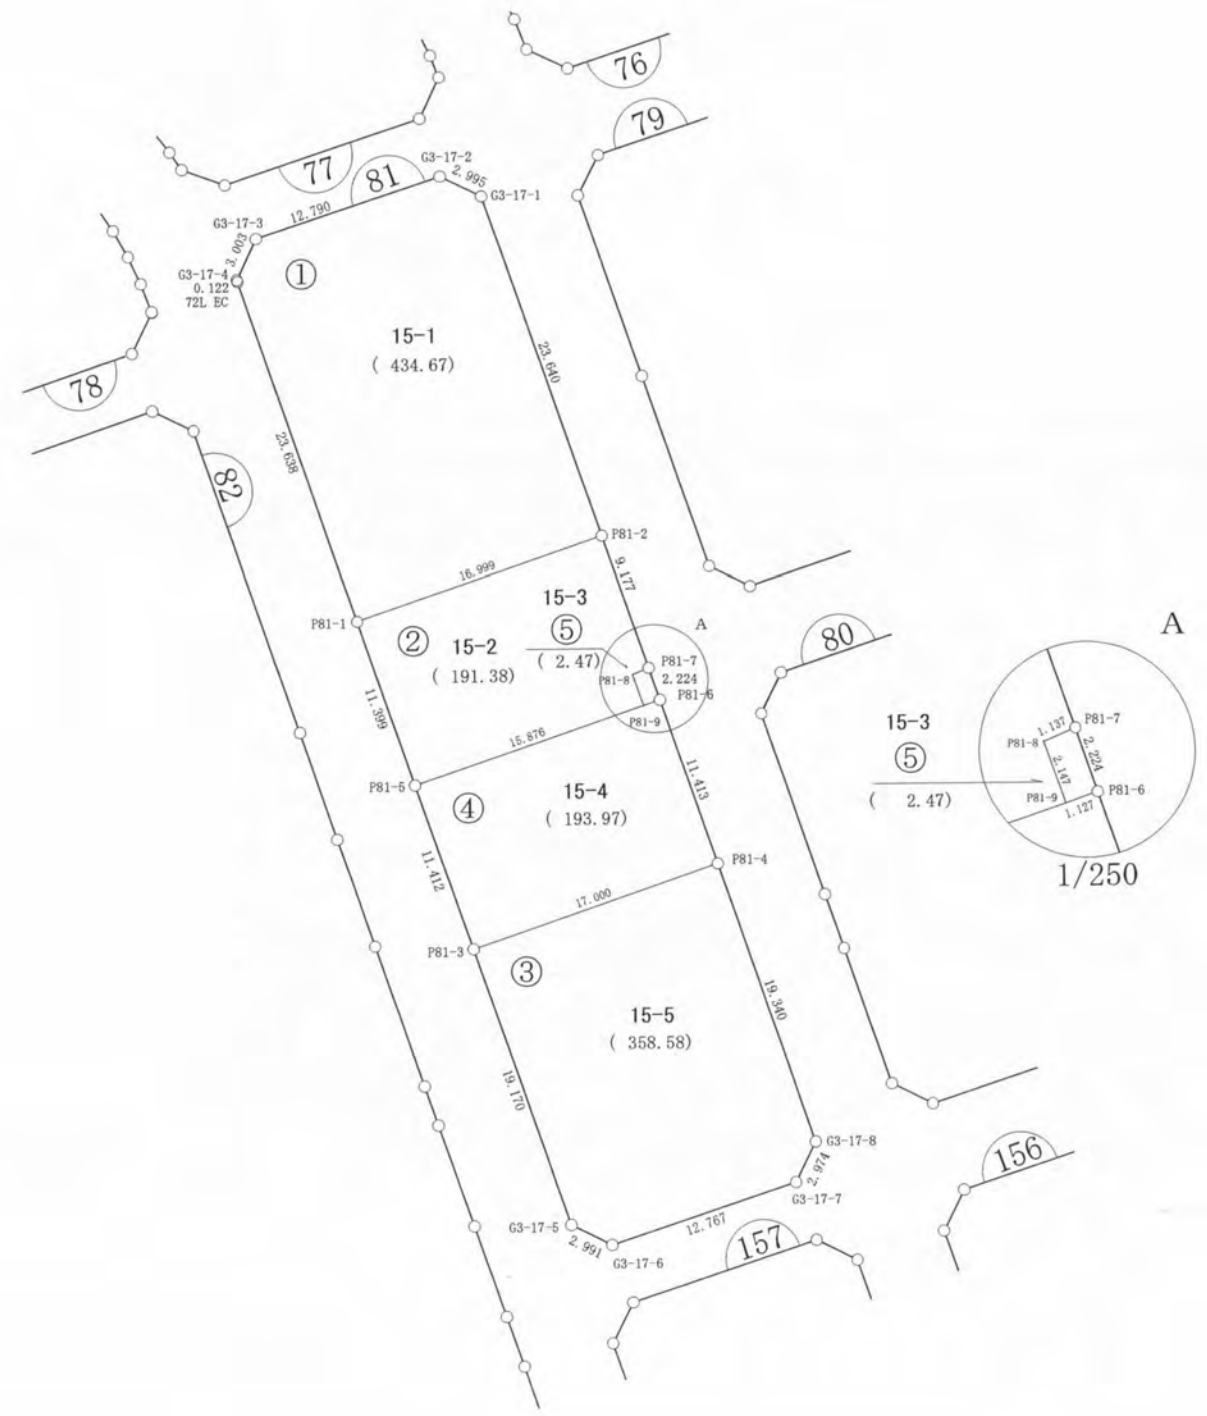 76
79
77
81
G3-17-2
2.995
G3-17-1
12.790
G3-17-3
3.003
G3-17-4
0.122
72L EC
①
15-1
( 434.67)
23.640
78
23.638
82
P81-2
16.999
9.177
15-3
⑤
( 2.47)
A
P81-1
②
15-2
( 191.38)
P81-7
P81-8
2.224
P81-6
P81-9
11.399
15.876
80
A
15-3
⑤
( 2.47)
1.137
P81-7
P81-8
2.224
2.147
P81-9
P81-6
1.127
1/250
P81-5
④
15-4
( 193.97)
11.413
11.412
P81-4
17.000
P81-3
③
15-5
( 358.58)
19.340
19.170
G3-17-8
2.974
G3-17-7
156
G3-17-5
2.991
G3-17-6
12.767
157